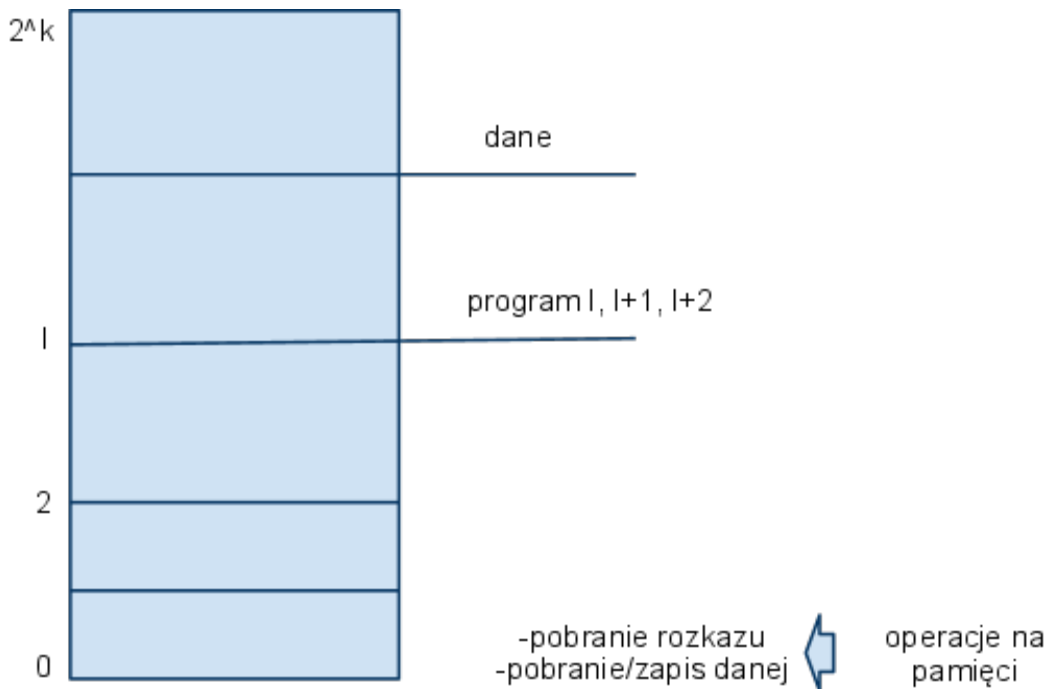 2^k
dane
program I, I+1, I+2
I
2
0
-pobranie rozkazu
-pobranie/zapis danej
operacje na
pamięci